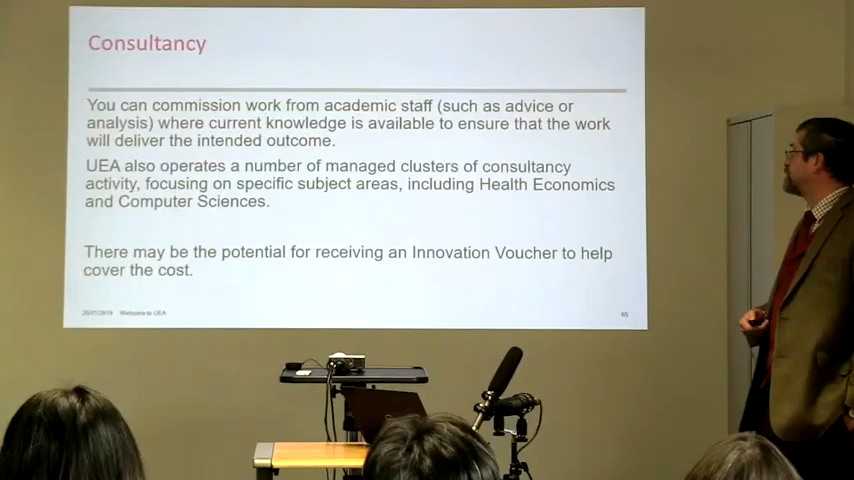 Consultancy
You can commission work from academic staff (such as advice or
analysis) where current knowledge is available to ensure that the work
will deliver the intended outcome.
UEA also operates a number of managed clusters of consultancy
activity, focusing on specific subject areas, including Health Economics
and Computer Sciences.
There may be the potential for receiving an Innovation Voucher to help
cover the cost.
Welcome to UEA
65